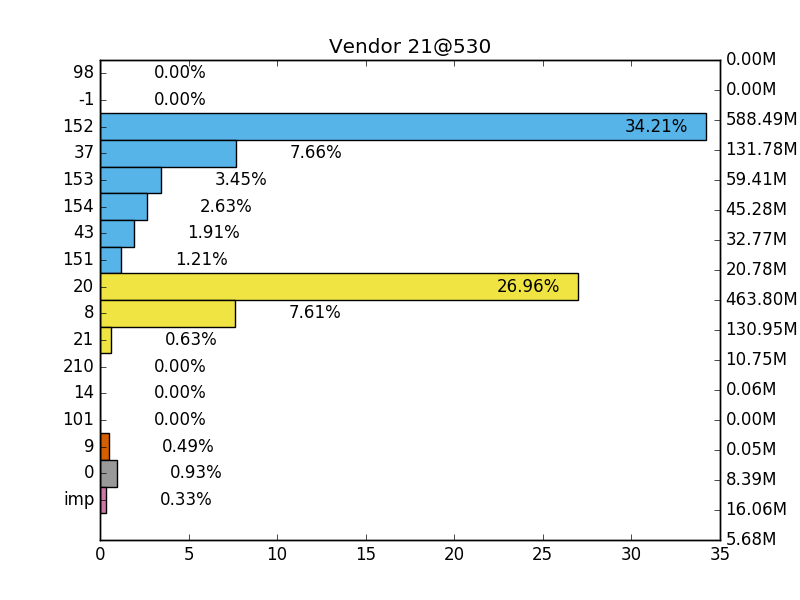 Vendor 21@530
98 0.00% 0.00M
-1 0.00% 0.00M
152 34.21% 588.49M
37 7.66% 131.78M
153 3.45% 59.41M
154 2.63% 45.28M
43 1.91% 32.77M
151 1.21% 20.78M
20 26.96% 463.80M
8 7.61% 130.95M
21 0.63% 10.75M
210 0.00% 0.06M
14 0.00% 0.00M
101 0.00% 0.05M
9 0.49% 8.39M
0 0.93% 16.06M
imp 0.33% 5.68M
0 5 10 15 20 25 30 35